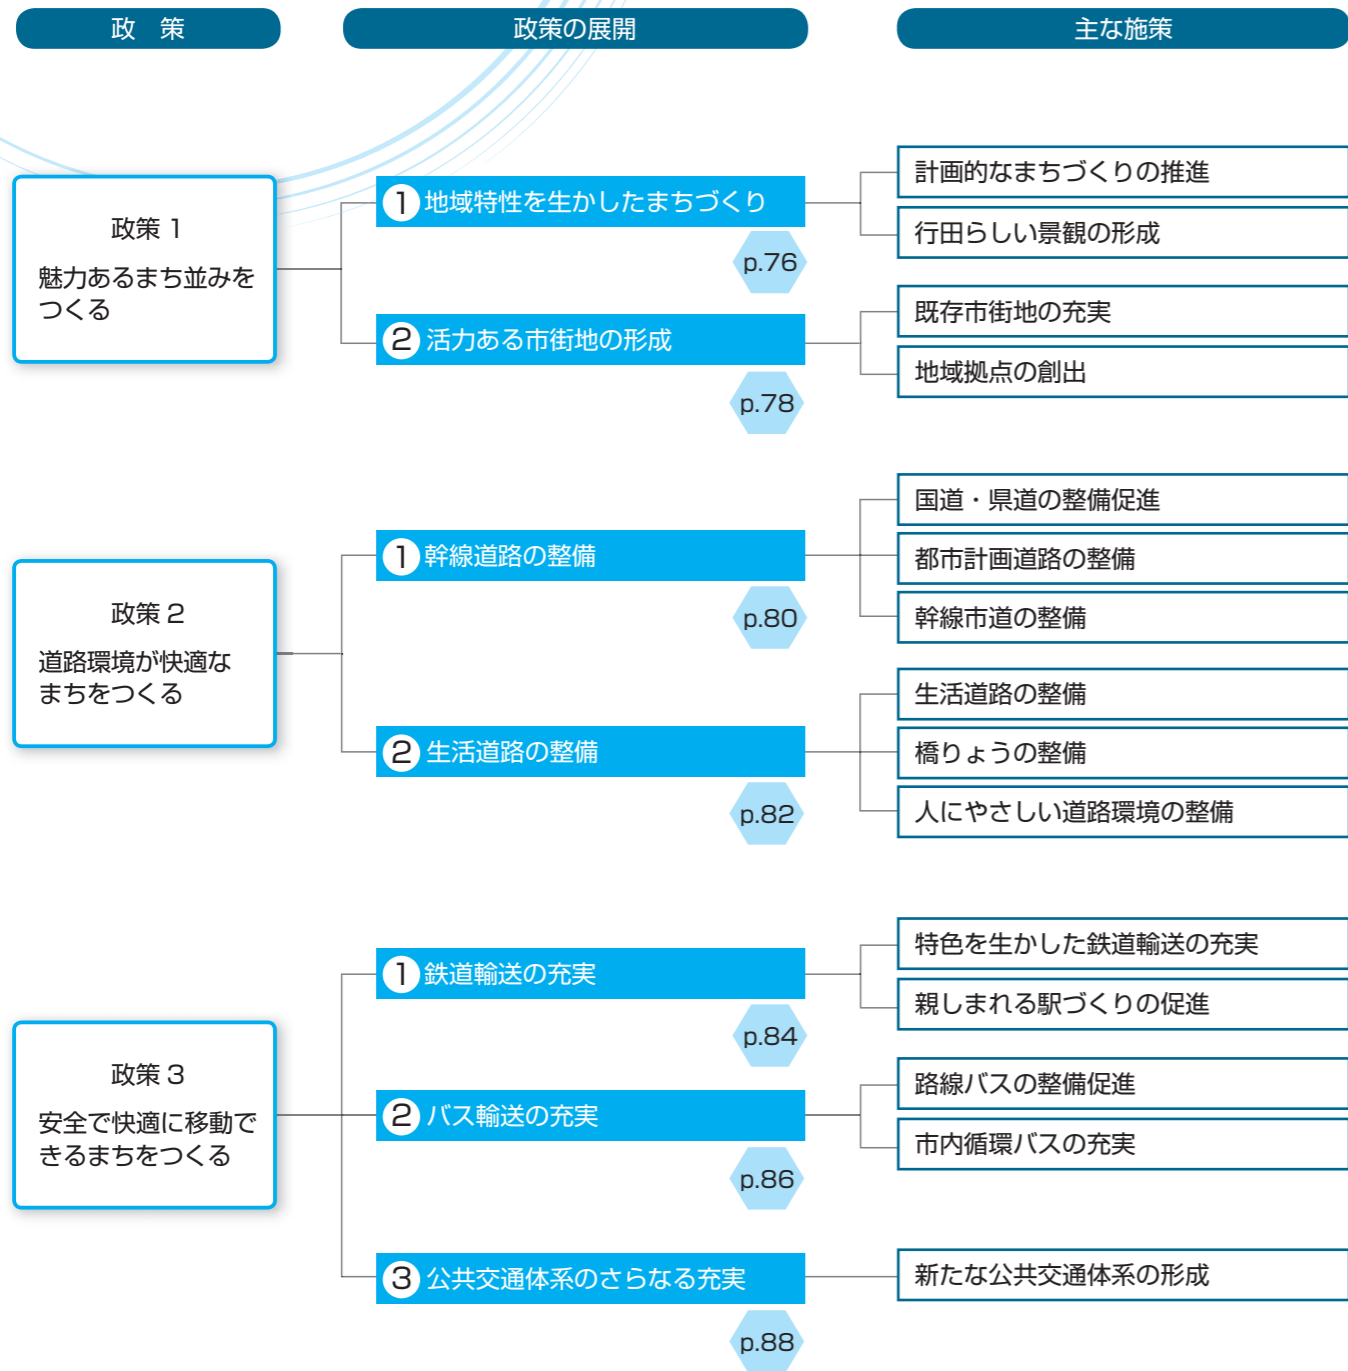 政　策
政策の展開
主な施策
政策 1
魅力あるまち並みを
つくる
1 地域特性を生かしたまちづくり
p.76
計画的なまちづくりの推進
行田らしい景観の形成
2 活力ある市街地の形成
p.78
既存市街地の充実
地域拠点の創出
政策 2
道路環境が快適な
まちをつくる
1 幹線道路の整備
p.80
国道・県道の整備促進
都市計画道路の整備
幹線市道の整備
2 生活道路の整備
p.82
生活道路の整備
橋りょうの整備
人にやさしい道路環境の整備
政策 3
安全で快適に移動で
きるまちをつくる
1 鉄道輸送の充実
p.84
特色を生かした鉄道輸送の充実
親しまれる駅づくりの促進
2 バス輸送の充実
p.86
路線バスの整備促進
市内循環バスの充実
3 公共交通体系のさらなる充実
p.88
新たな公共交通体系の形成